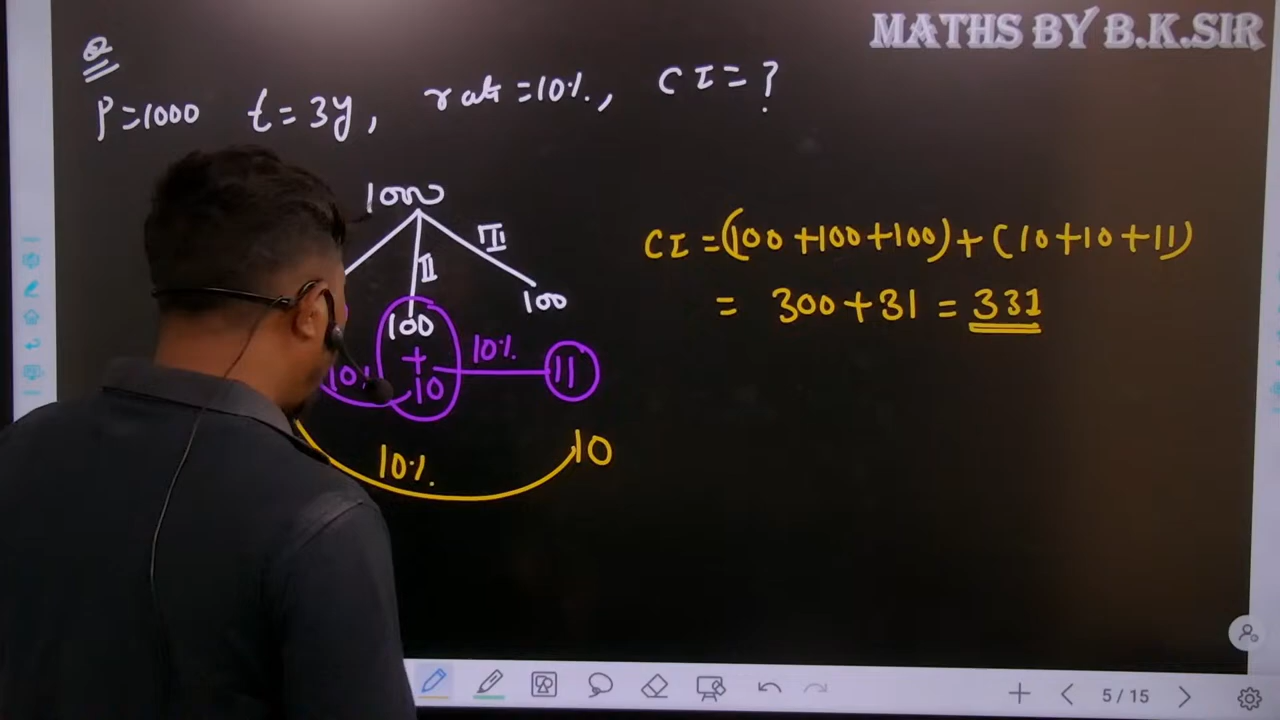 MATHS BY B.K.SIR
Q
P=1000 t=3y, rate=10%, CI=?
1000
II
III
100
100
+
10
10%
10%
11
10%
10
CI=(100+100+100)+(10+10+11)
= 300+31 = 331
5/15